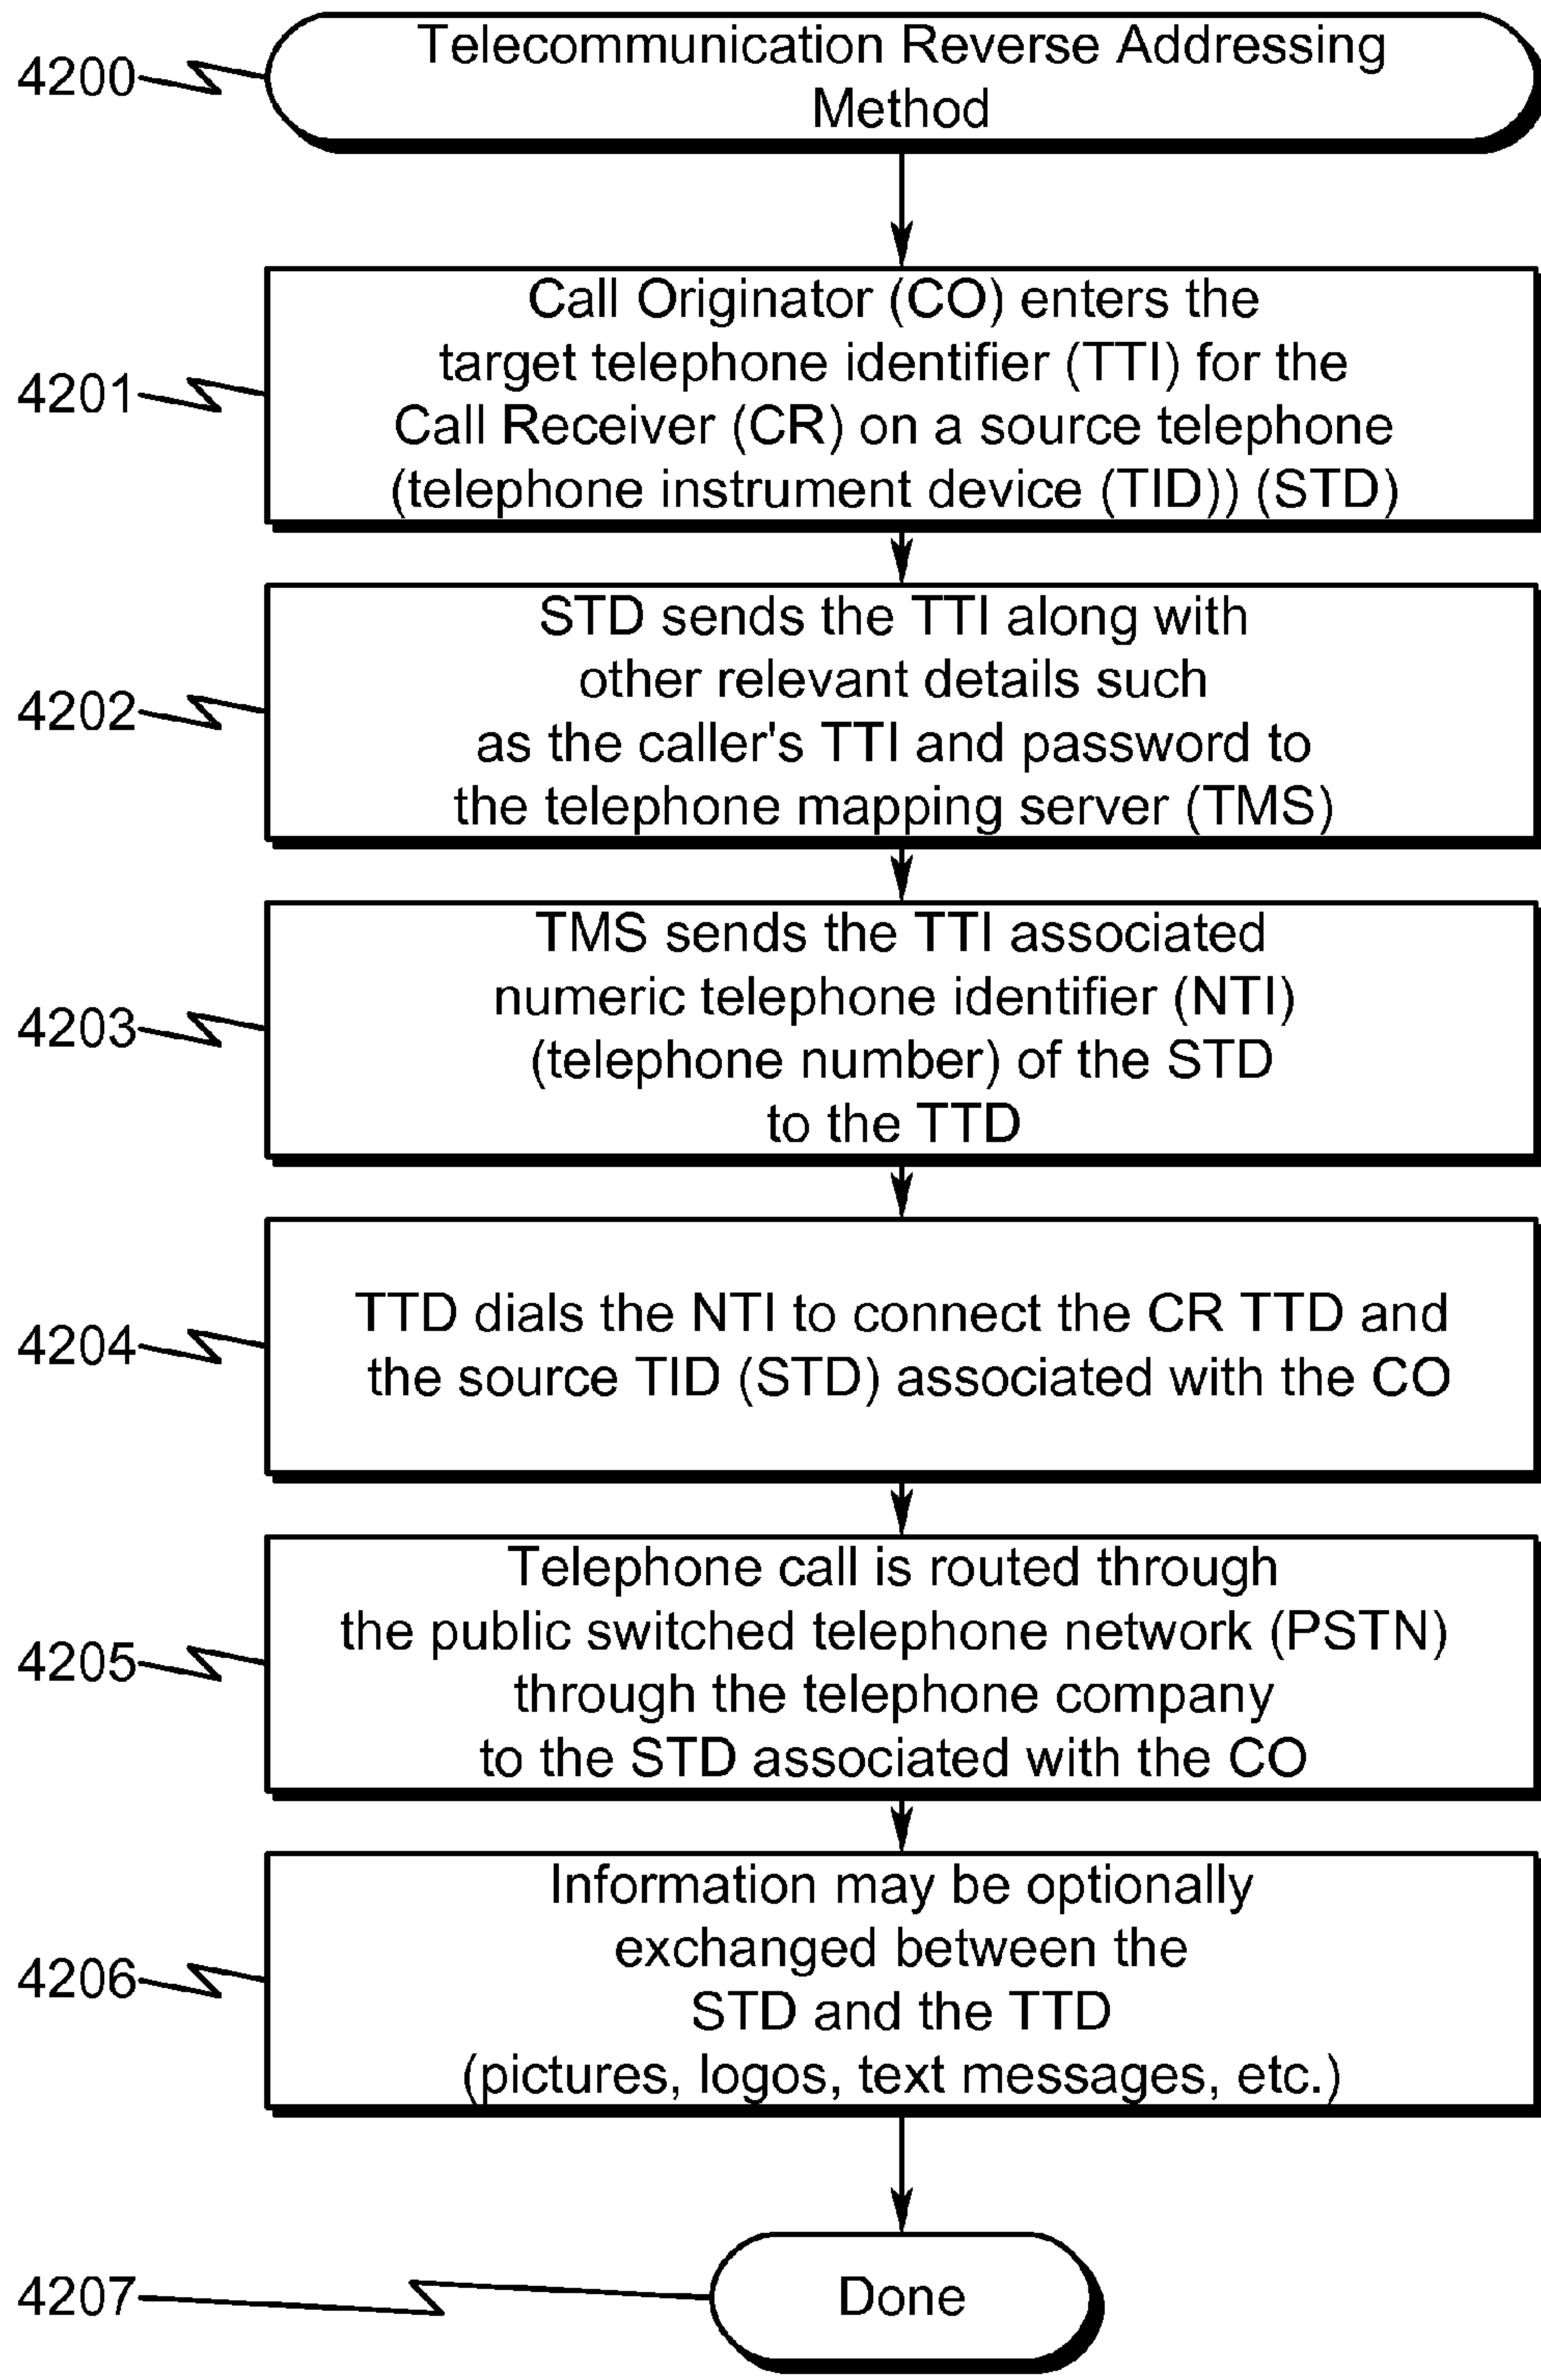 4200
Telecommunication Reverse Addressing
Method
4201
Call Originator (CO) enters the
target telephone identifier (TTI) for the
Call Receiver (CR) on a source telephone
(telephone instrument device (TID)) (STD)
4202
STD sends the TTI along with
other relevant details such
as the caller's TTI and password to
the telephone mapping server (TMS)
4203
TMS sends the TTI associated
numeric telephone identifier (NTI)
(telephone number) of the STD
to the TTD
4204
TTD dials the NTI to connect the CR TTD and
the source TID (STD) associated with the CO
4205
Telephone call is routed through
the public switched telephone network (PSTN)
through the telephone company
to the STD associated with the CO
4206
Information may be optionally
exchanged between the
STD and the TTD
(pictures, logos, text messages, etc.)
4207
Done